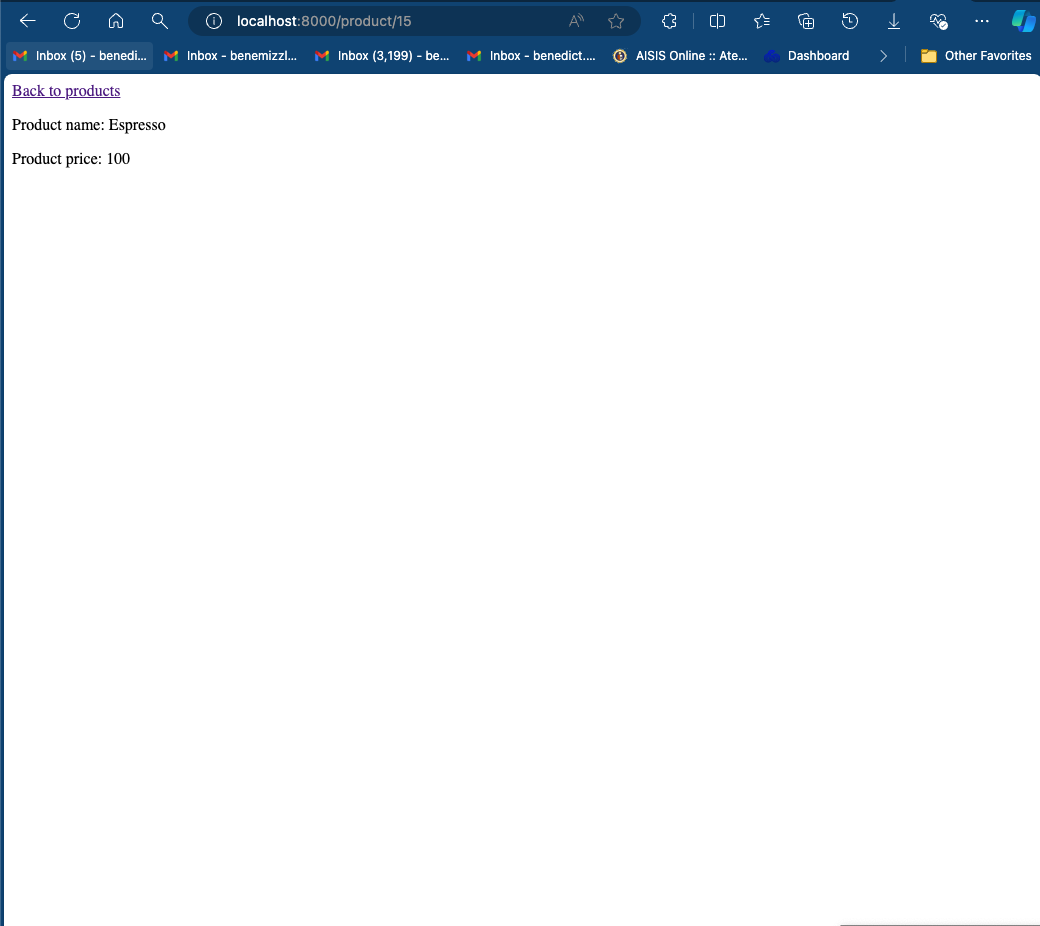 localhost:8000/product/15
Inbox (5) - benedi...
Inbox - benemizzl...
Inbox (3,199) - be...
Inbox - benedict....
AISIS Online :: Ate...
Dashboard
Other Favorites
Back to products
Product name: Espresso
Product price: 100